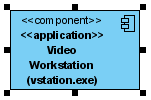 <<component>>
<<application>>
Video
Workstation
(vstation.exe)